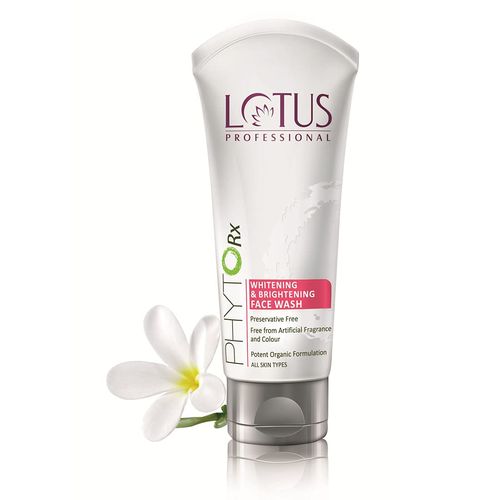 LOTUS
PROFESSIONAL
PHYTORx
WHITENING
& BRIGHTENING
FACE WASH
Preservative Free
Free from Artificial Fragrance
and Colour
Potent Organic Formulation
ALL SKIN TYPES